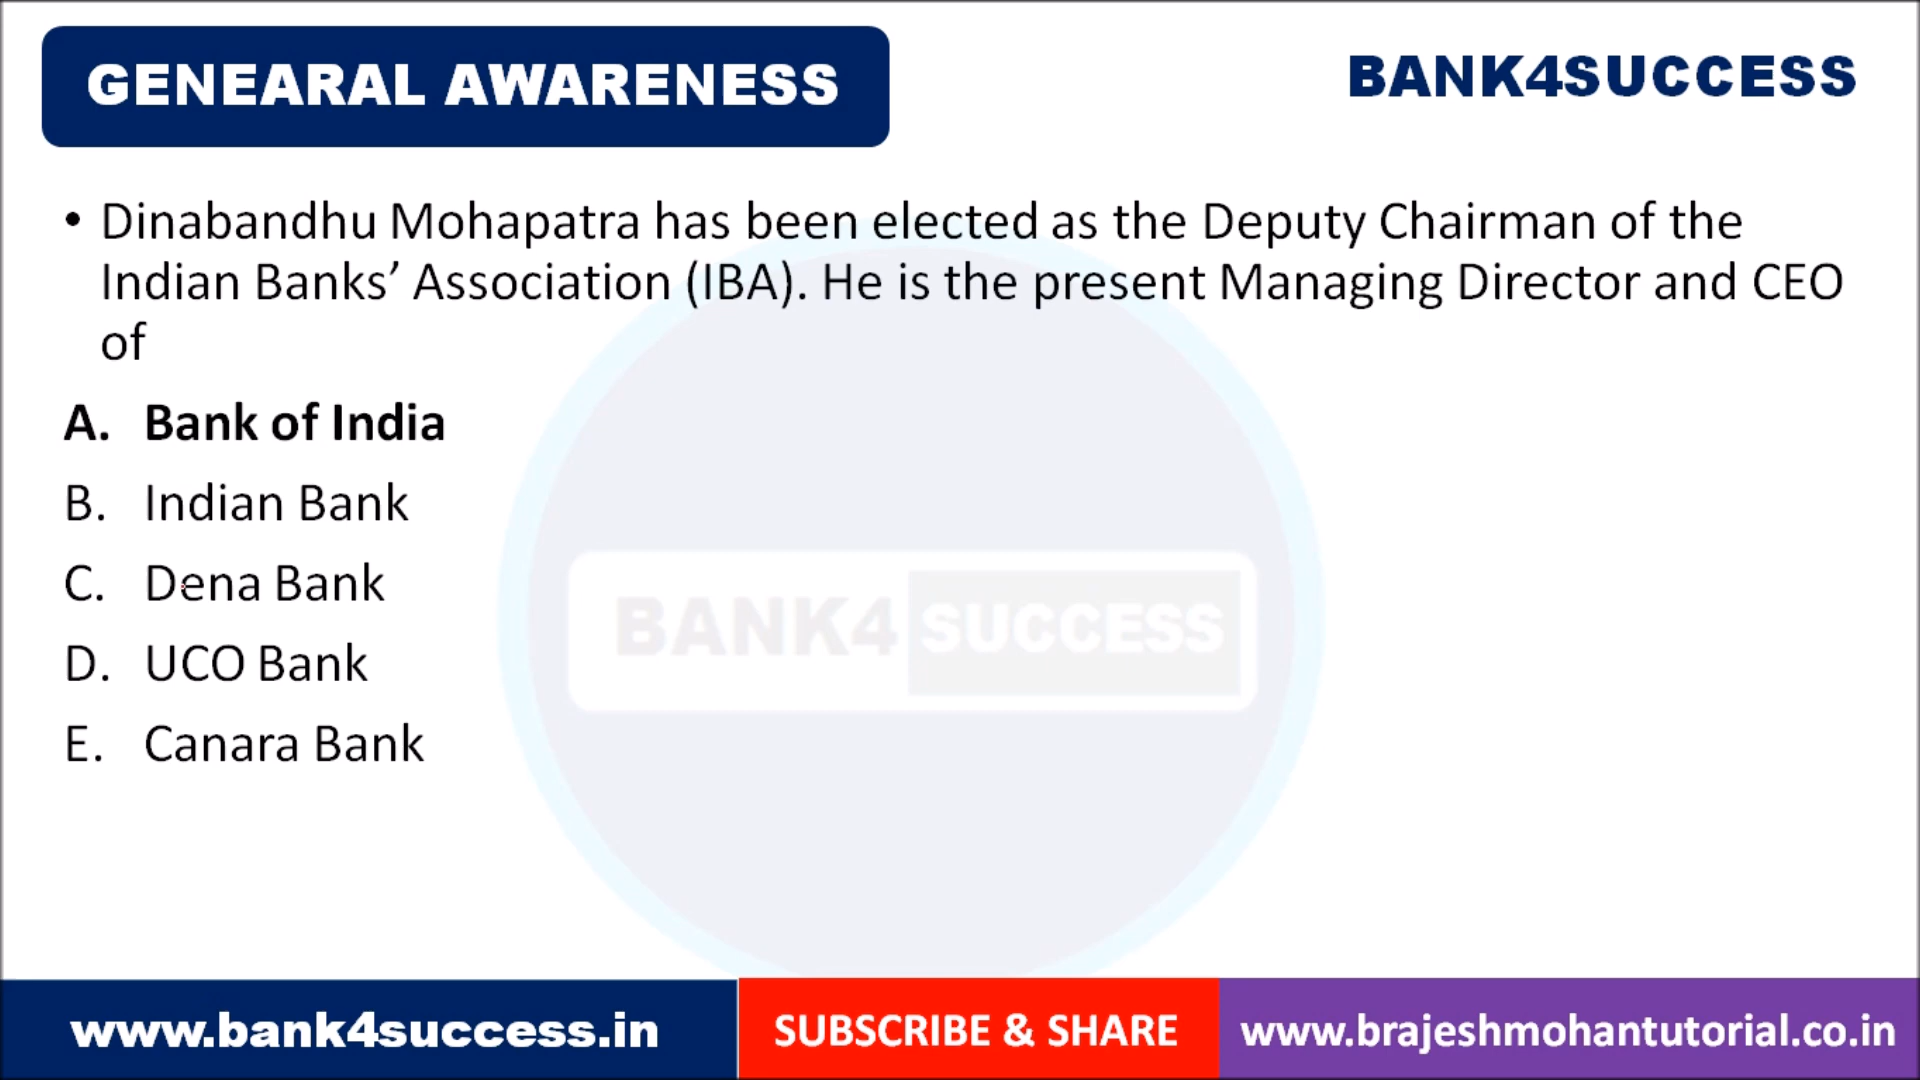 GENEARAL AWARENESS
BANK4SUCCESS
• Dinabandhu Mohapatra has been elected as the Deputy Chairman of the
Indian Banks’ Association (IBA). He is the present Managing Director and CEO
of
A. Bank of India
B. Indian Bank
C. Dena Bank
D. UCO Bank
E. Canara Bank
BANK4 SUCCESS
www.bank4success.in
SUBSCRIBE & SHARE
www.brajeshmohantutorial.co.in